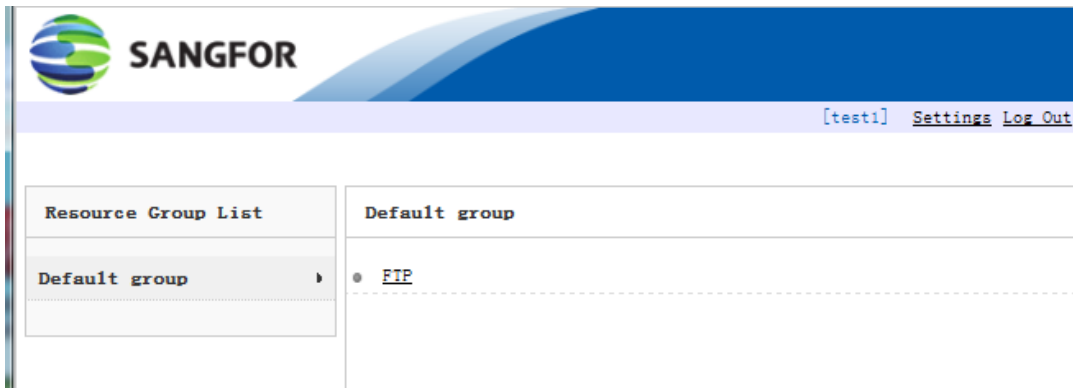 SANGFOR
[test1] Settings Log Out
Resource Group List
Default group
Default group
FTP